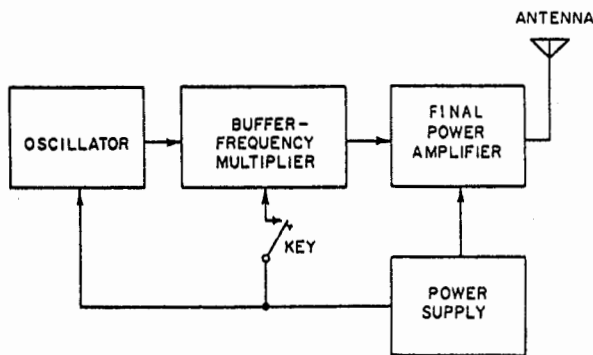 ANTENNA
OSCILLATOR
BUFFER-
FREQUENCY
MULTIPLIER
FINAL
POWER
AMPLIFIER
KEY
POWER
SUPPLY